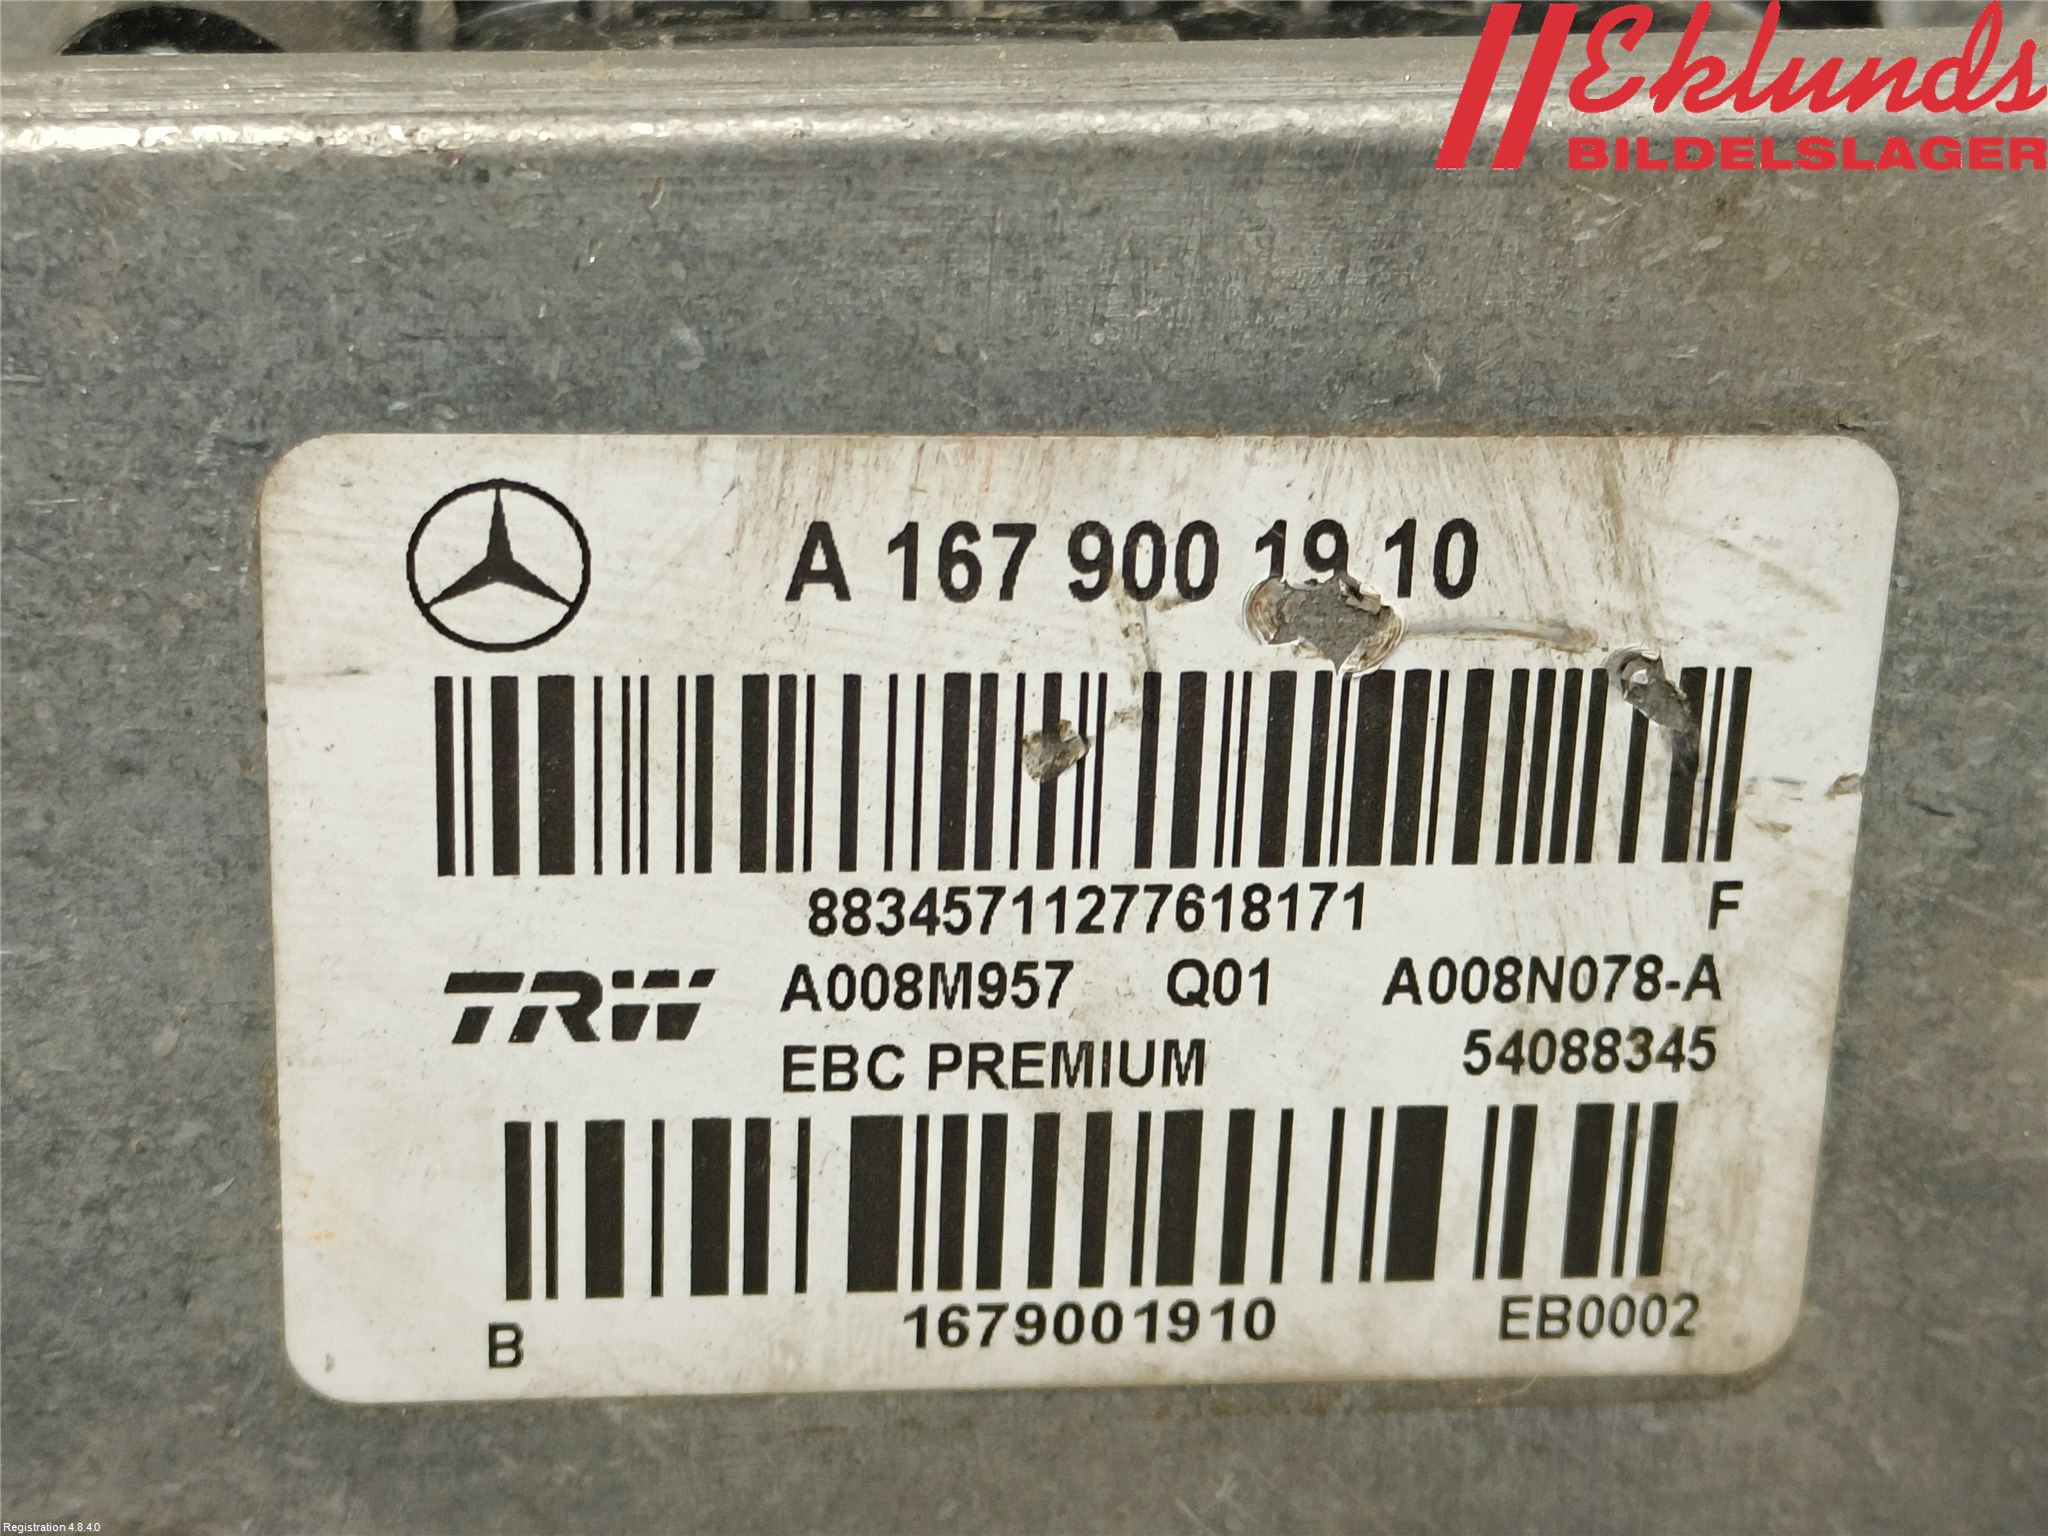 Eklunds
BILDELSLAGER
A 167 900 19 10
88345711277618171 F
TRW A008M957 Q01 A008N078-A
EBC PREMIUM 54088345
B 1679001910 EB0002
Registration 4.8.4.0